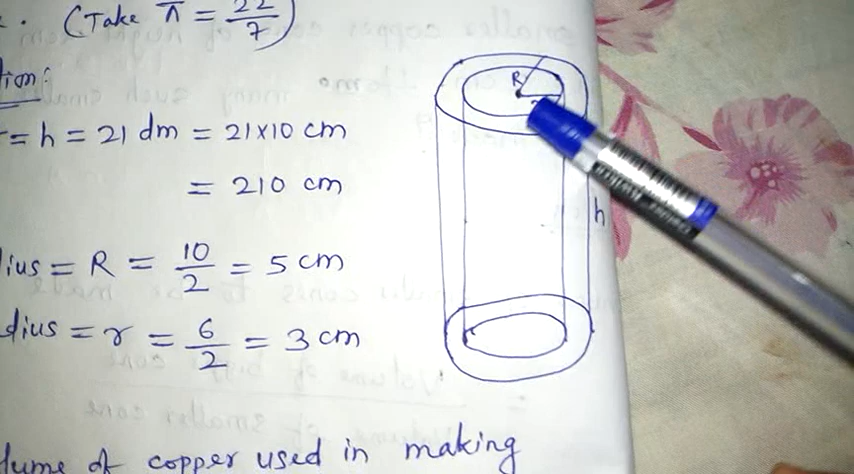 (Take π = 22/7)
tion:
= h = 21 dm = 21×10 cm
= 210 cm
ius = R = 10/2 = 5 cm
dius = r = 6/2 = 3 cm
lume of copper used in making
R
h